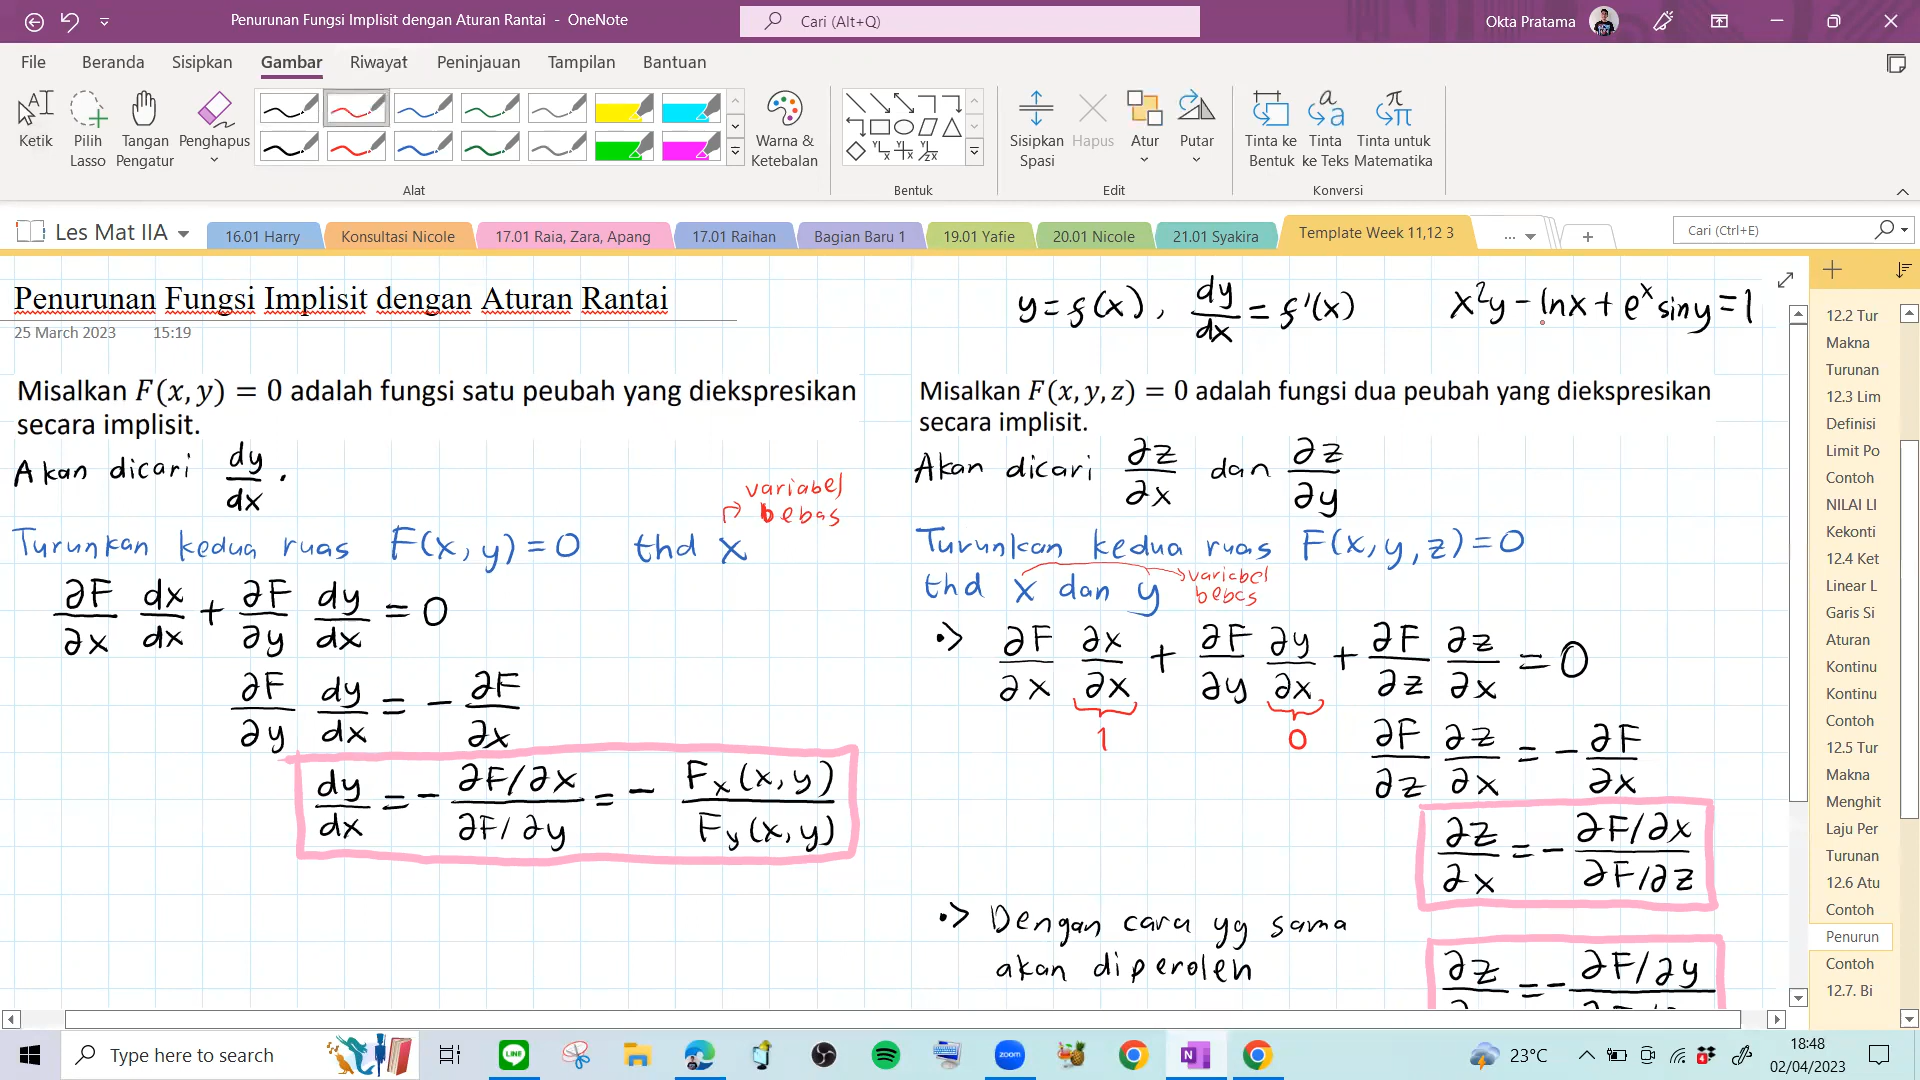 Penurunan Fungsi Implisit dengan Aturan Rantai - OneNote
Cari (Alt+Q)
Okta Pratama
File Beranda Sisipkan Gambar Riwayat Peninjauan Tampilan Bantuan
Ketik
Pilih Lasso
Tangan Pengatur
Penghapus
Warna & Ketebalan
Sisipkan Spasi
Hapus
Atur
Putar
Tinta ke Bentuk
Tinta ke Teks
Tinta untuk Matematika
Alat
Bentuk
Edit
Konversi
Les Mat IIA
16.01 Harry
Konsultasi Nicole
17.01 Raia, Zara, Apang
17.01 Raihan
Bagian Baru 1
19.01 Yafie
20.01 Nicole
21.01 Syakira
Template Week 11,12 3
...
Cari (Ctrl+E)
Penurunan Fungsi Implisit dengan Aturan Rantai
25 March 2023 15:19
y = f(x), dy/dx = f'(x)
x²y - ln x + eˣ sin y = 1
Misalkan F(x, y) = 0 adalah fungsi satu peubah yang diekspresikan
secara implisit.
Akan dicari dy/dx.
variabel
bebas
Turunkan kedua ruas F(x, y) = 0 thd x
∂F/∂x dx/dx + ∂F/∂y dy/dx = 0
∂F/∂y dy/dx = - ∂F/∂x
dy/dx = - (∂F/∂x)/(∂F/∂y) = - Fₓ(x, y)/Fᵧ(x, y)
Misalkan F(x, y, z) = 0 adalah fungsi dua peubah yang diekspresikan
secara implisit.
Akan dicari ∂z/∂x dan ∂z/∂y
Turunkan kedua ruas F(x, y, z) = 0
thd x dan y
variabel
bebas
•> ∂F/∂x ∂x/∂x + ∂F/∂y ∂y/∂x + ∂F/∂z ∂z/∂x = 0
1 0
∂F/∂z ∂z/∂x = - ∂F/∂x
∂z/∂x = - (∂F/∂x)/(∂F/∂z)
•> Dengan cara yg sama
akan diperoleh
∂z = - ∂F/∂y
12.2 Tur
Makna
Turunan
12.3 Lim
Definisi
Limit Po
Contoh
NILAI LI
Kekonti
12.4 Ket
Linear L
Garis Si
Aturan
Kontinu
Kontinu
Contoh
12.5 Tur
Makna
Menghit
Laju Per
Turunan
12.6 Atu
Contoh
Penurun
Contoh
12.7. Bi
Type here to search
LINE
zoom
23°C
4
18:48
02/04/2023